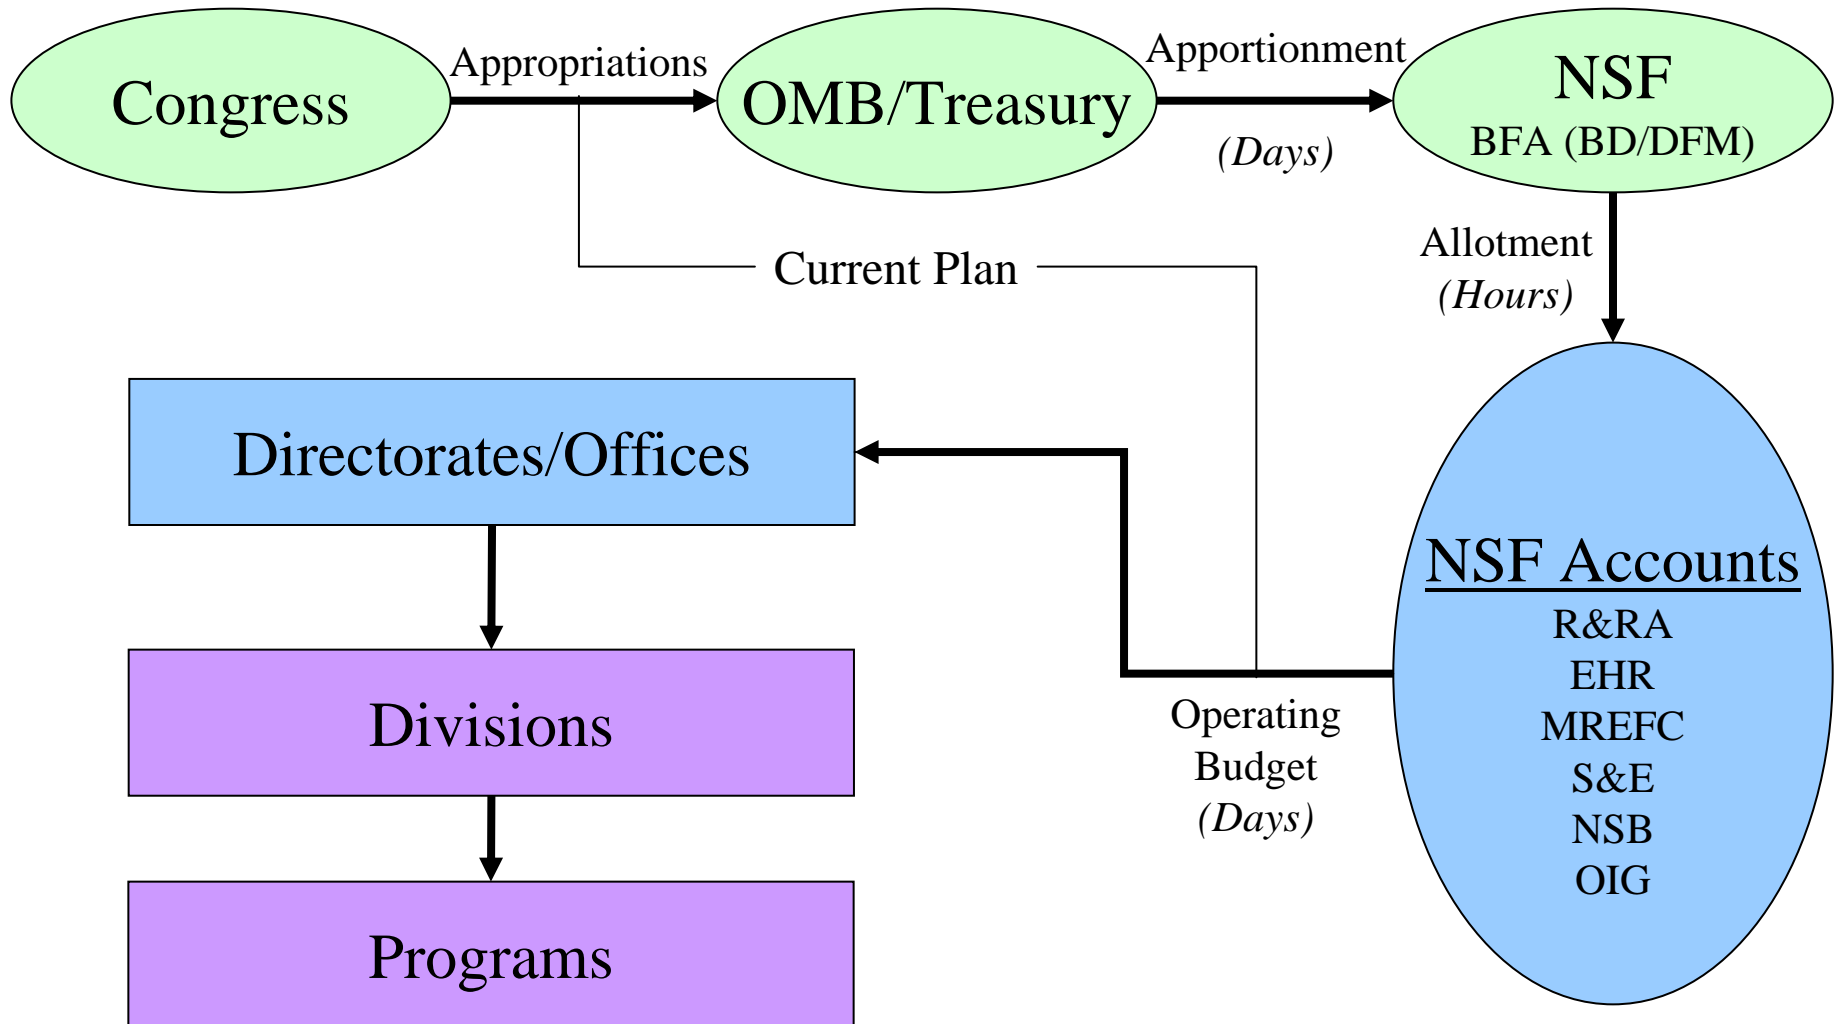 Congress
Appropriations
OMB/Treasury
Apportionment
(Days)
NSF
BFA (BD/DFM)
Allotment
(Hours)
Current Plan
Directorates/Offices
NSF Accounts
R&RA
EHR
MREFC
S&E
NSB
OIG
Operating
Budget
(Days)
Divisions
Programs